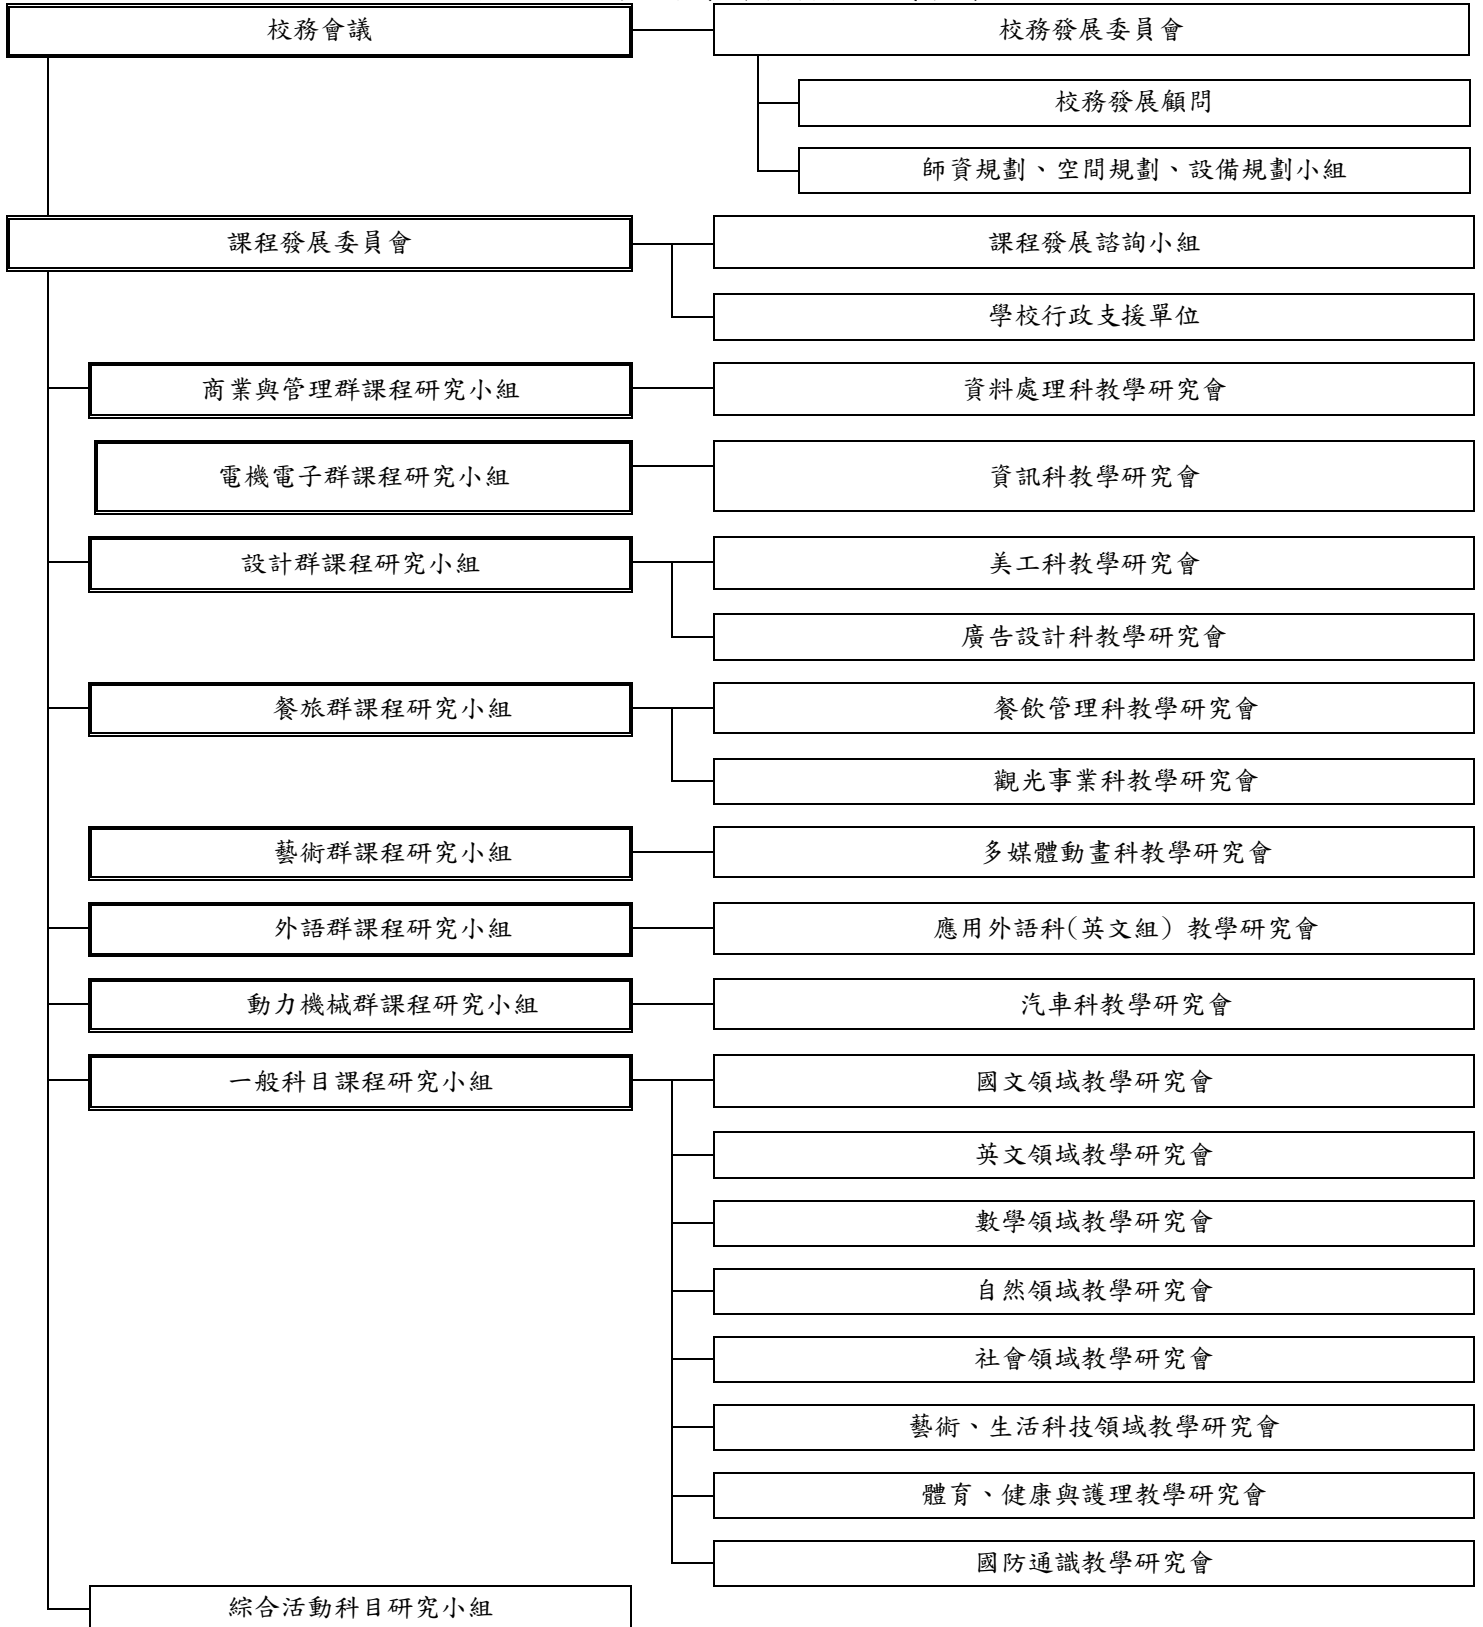 校務會議
校務發展委員會
校務發展顧問
師資規劃、空間規劃、設備規劃小組
課程發展委員會
課程發展諮詢小組
學校行政支援單位
商業與管理群課程研究小組
資料處理科教學研究會
電機電子群課程研究小組
資訊科教學研究會
設計群課程研究小組
美工科教學研究會
廣告設計科教學研究會
餐旅群課程研究小組
餐飲管理科教學研究會
觀光事業科教學研究會
藝術群課程研究小組
多媒體動畫科教學研究會
外語群課程研究小組
應用外語科(英文組) 教學研究會
動力機械群課程研究小組
汽車科教學研究會
一般科目課程研究小組
國文領域教學研究會
英文領域教學研究會
數學領域教學研究會
自然領域教學研究會
社會領域教學研究會
藝術、生活科技領域教學研究會
體育、健康與護理教學研究會
國防通識教學研究會
綜合活動科目研究小組